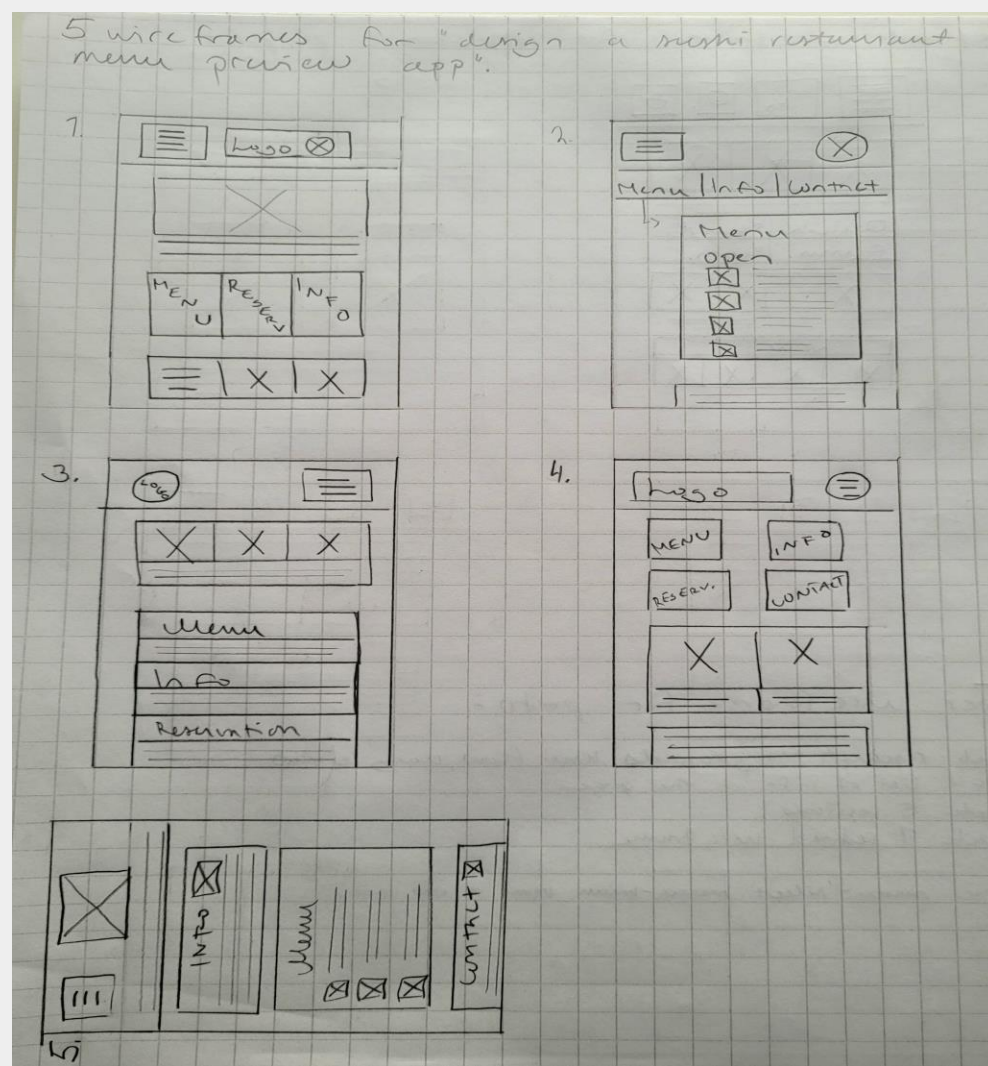 5 wireframes for "design a sushi restaurant
menu preview app".
1.
Logo
MENU
RESERV
INFO
2.
Menu | Info | Contact
Menu
open
3.
LOGO
Menu
Info
Reservation
4.
Logo
MENU
INFO
RESERV.
CONTACT
5.
INFO
Menu
Contact